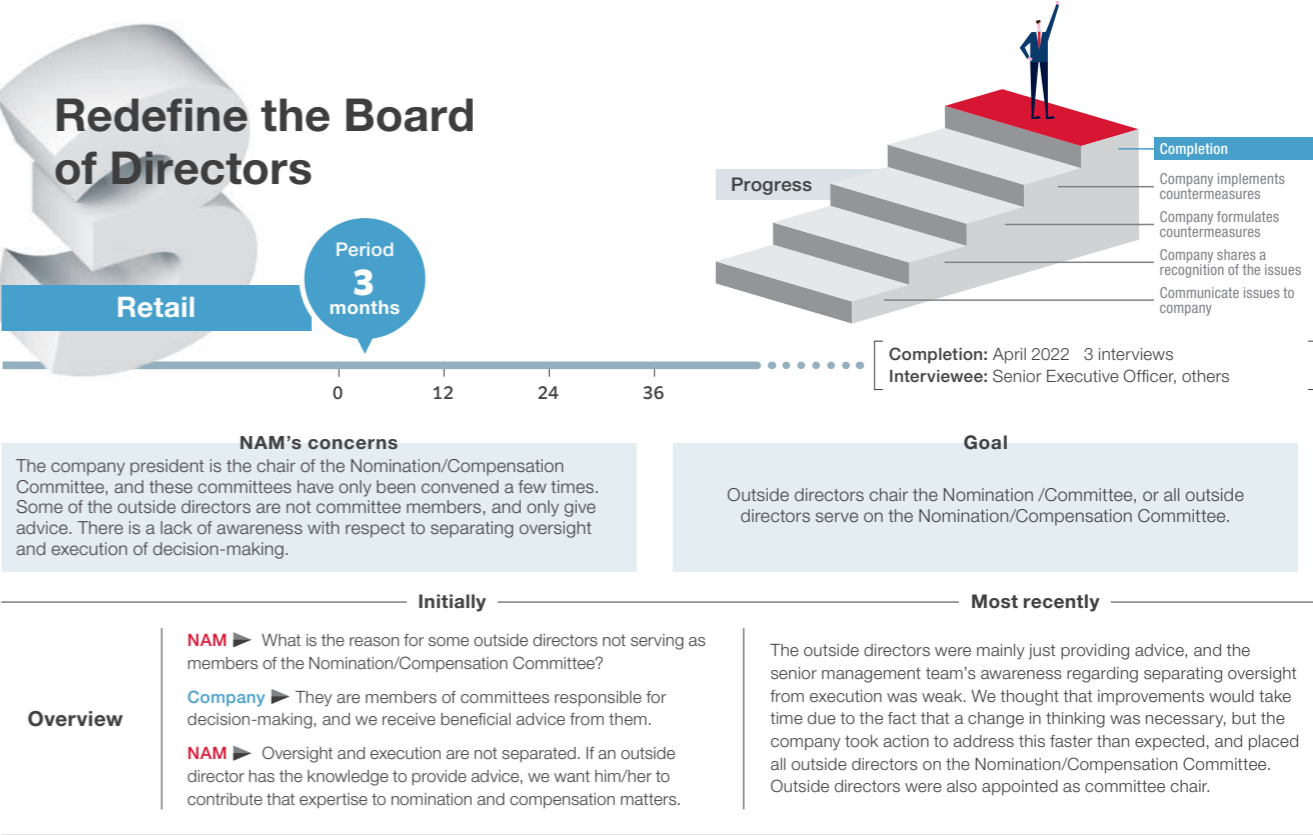 Redefine the Board
of Directors
Retail
Period
3
months
0
12
24
36
Progress
Completion
Company implements
countermeasures
Company formulates
countermeasures
Company shares a
recognition of the issues
Communicate issues to
company
Completion: April 2022 3 interviews
Interviewee: Senior Executive Officer, others
NAM's concerns
The company president is the chair of the Nomination/Compensation
Committee, and these committees have only been convened a few times.
Some of the outside directors are not committee members, and only give
advice. There is a lack of awareness with respect to separating oversight
and execution of decision-making.
Goal
Outside directors chair the Nomination /Committee, or all outside
directors serve on the Nomination/Compensation Committee.
Overview
Initially
NAM ▶ What is the reason for some outside directors not serving as
members of the Nomination/Compensation Committee?
Company ▶ They are members of committees responsible for
decision-making, and we receive beneficial advice from them.
NAM ▶ Oversight and execution are not separated. If an outside
director has the knowledge to provide advice, we want him/her to
contribute that expertise to nomination and compensation matters.
Most recently
The outside directors were mainly just providing advice, and the
senior management team's awareness regarding separating oversight
from execution was weak. We thought that improvements would take
time due to the fact that a change in thinking was necessary, but the
company took action to address this faster than expected, and placed
all outside directors on the Nomination/Compensation Committee.
Outside directors were also appointed as committee chair.